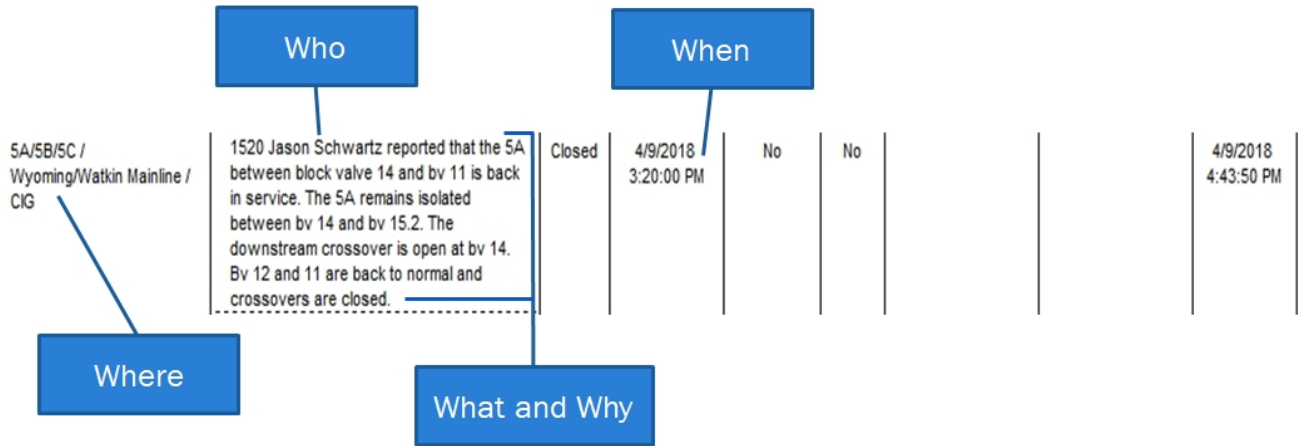 Who
When
5A/5B/5C /
Wyoming/Watkin Mainline /
CIG
1520 Jason Schwartz reported that the 5A
between block valve 14 and bv 11 is back
in service. The 5A remains isolated
between bv 14 and bv 15.2. The
downstream crossover is open at bv 14.
Bv 12 and 11 are back to normal and
crossovers are closed.
Closed
4/9/2018
3:20:00 PM
No
No
4/9/2018
4:43:50 PM
Where
What and Why